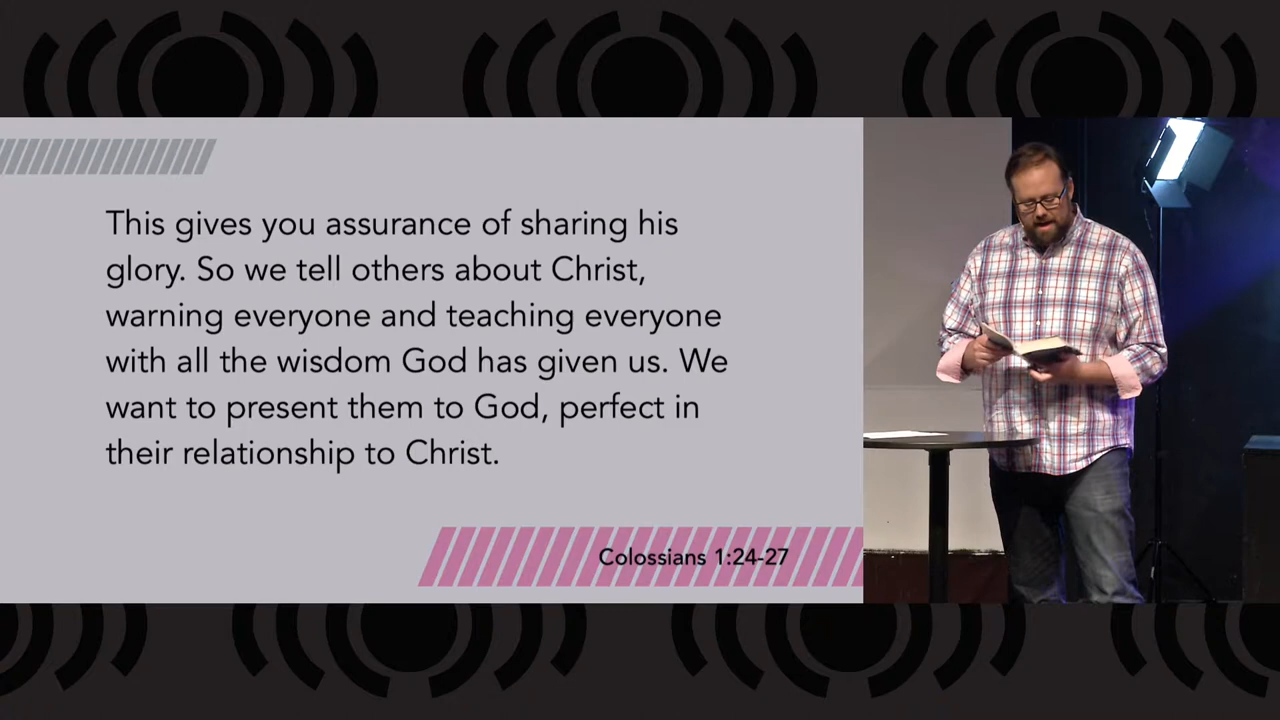 This gives you assurance of sharing his
glory. So we tell others about Christ,
warning everyone and teaching everyone
with all the wisdom God has given us. We
want to present them to God, perfect in
their relationship to Christ.
Colossians 1:24-27